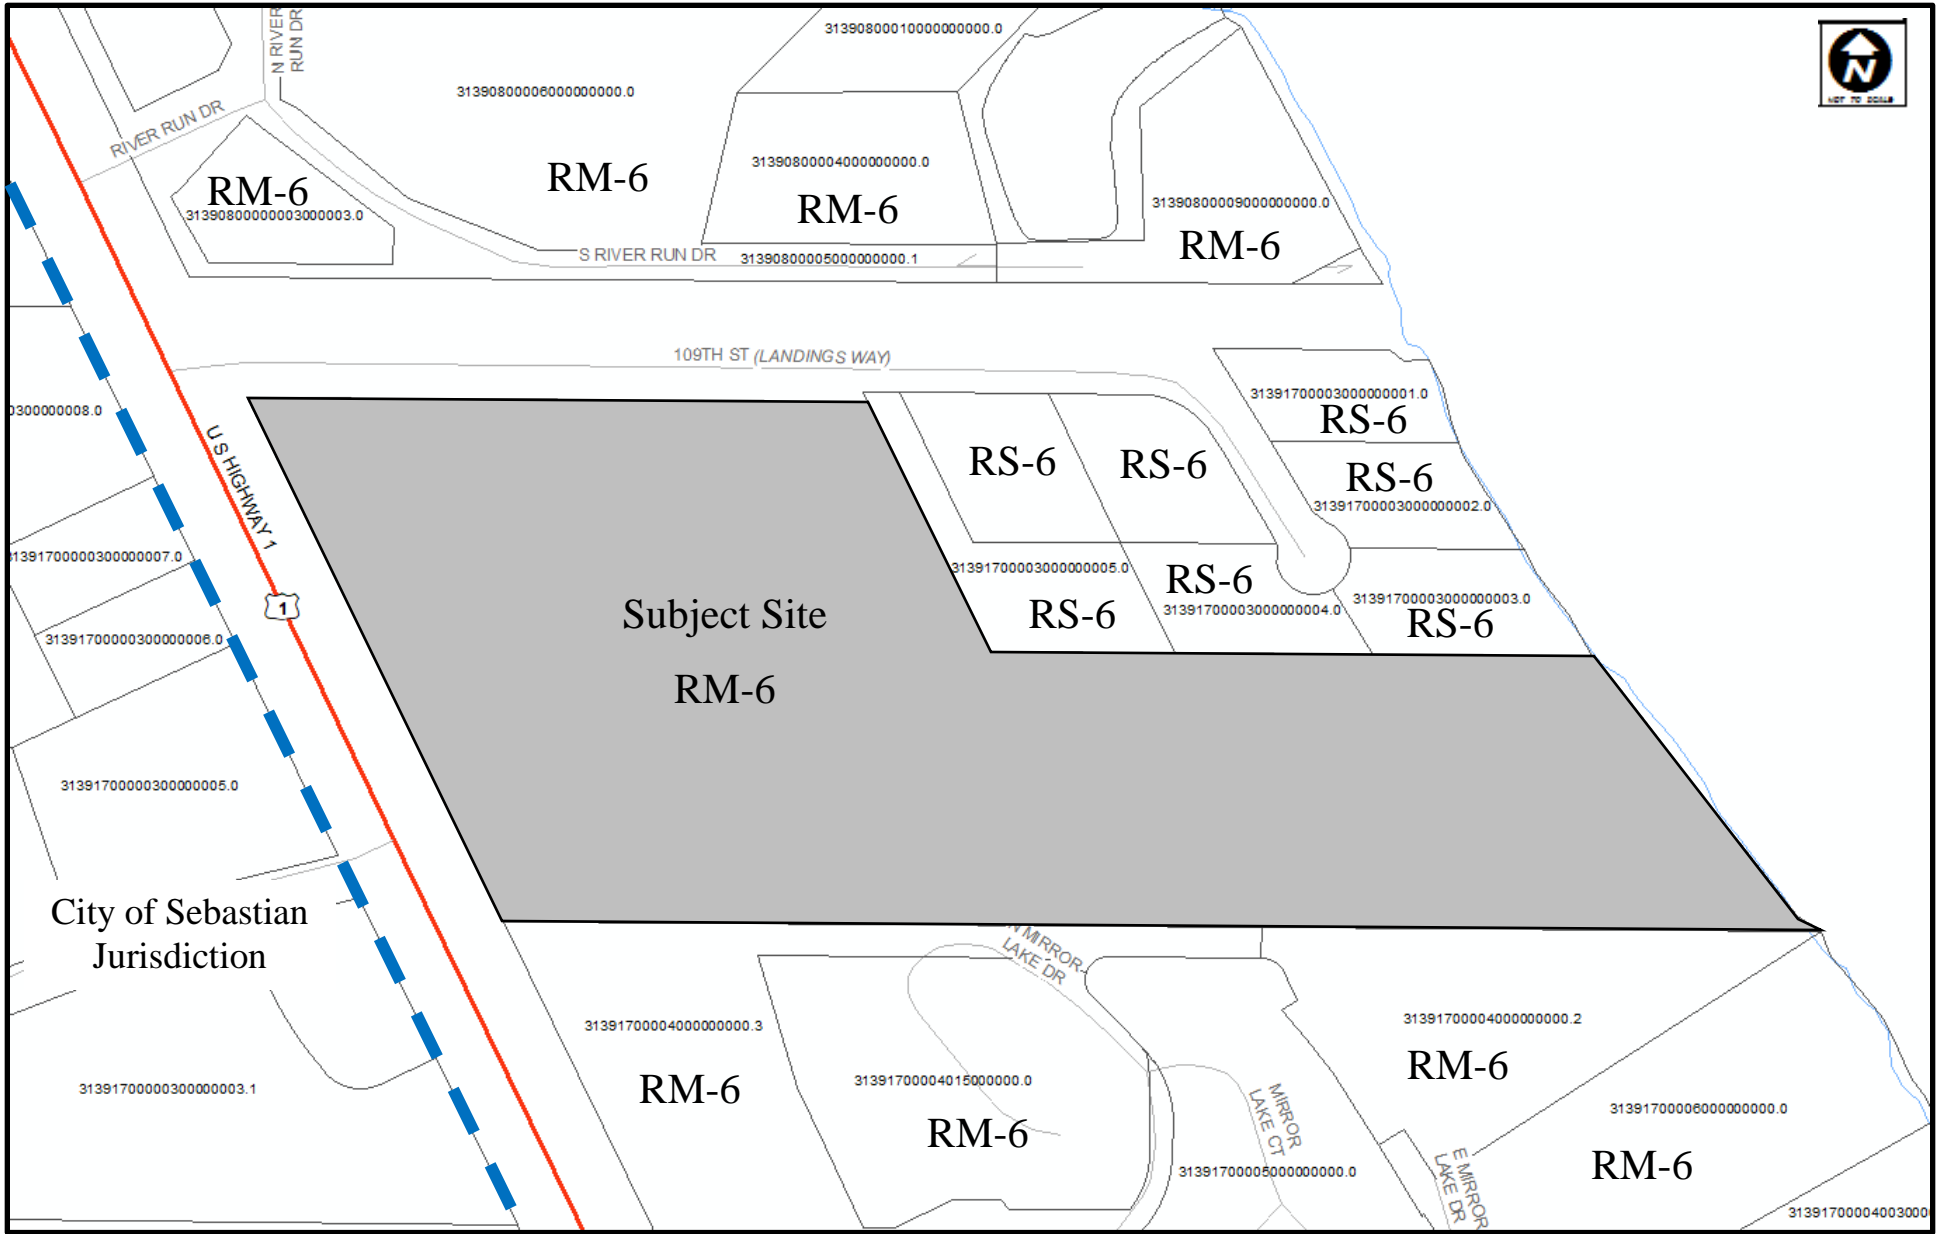 N RIVER
RUN DR
31390800010000000000.0
N
NOT TO SCALE
31390800006000000000.0
RIVER RUN DR
RM-6
31390800000003000003.0
RM-6
31390800004000000000.0
RM-6
31390800009000000000.0
RM-6
S RIVER RUN DR
31390800005000000000.1
109TH ST (LANDINGS WAY)
0300000008.0
U S HIGHWAY 1
31391700003000000001.0
RS-6
RS-6
RS-6
RS-6
31391700003000000002.0
31391700000300000007.0
31391700003000000005.0
RS-6
RS-6
31391700003000000004.0
31391700003000000003.0
RS-6
1
Subject Site
RM-6
31391700000300000006.0
31391700000300000005.0
City of Sebastian
Jurisdiction
N MIRROR
LAKE DR
31391700004000000000.3
RM-6
31391700004015000000.0
RM-6
31391700004000000000.2
RM-6
31391700000300000003.1
MIRROR
LAKE CT
31391700005000000000.0
31391700006000000000.0
RM-6
E MIRROR
LAKE DR
313917000040030000